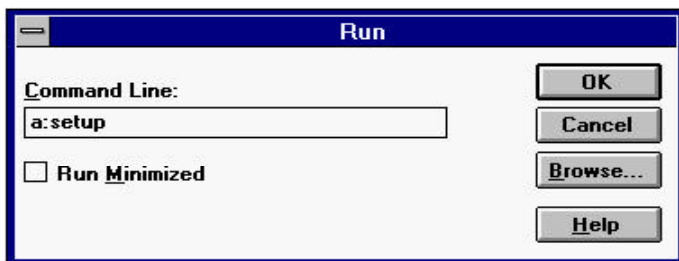 Run
Command Line:
a:setup
Run Minimized
OK
Cancel
Browse...
Help